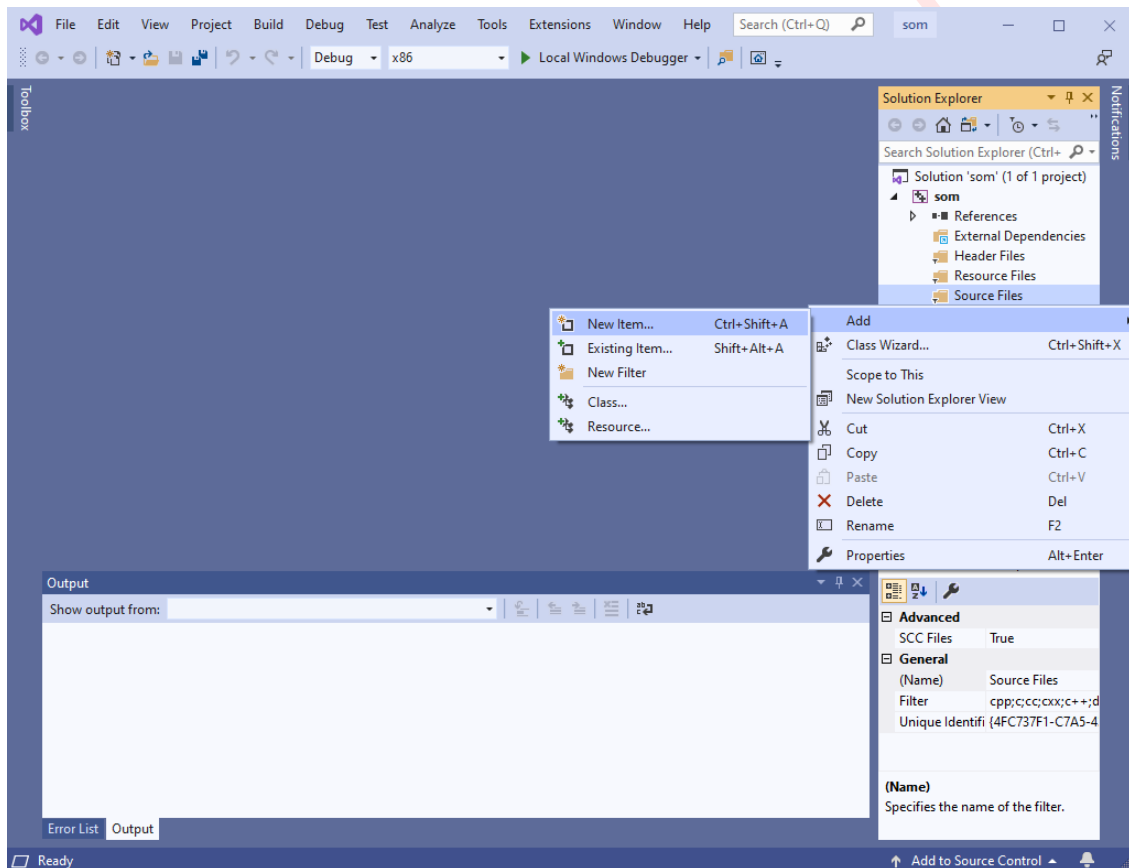 File Edit View Project Build Debug Test Analyze Tools Extensions Window Help Search (Ctrl+Q) som
Debug x86 Local Windows Debugger
Toolbox
Solution Explorer
Notifications
Search Solution Explorer (Ctrl+
Solution 'som' (1 of 1 project)
som
References
External Dependencies
Header Files
Resource Files
Source Files
New Item... Ctrl+Shift+A
Existing Item... Shift+Alt+A
New Filter
Class...
Resource...
Add
Class Wizard... Ctrl+Shift+X
Scope to This
New Solution Explorer View
Cut Ctrl+X
Copy Ctrl+C
Paste Ctrl+V
Delete Del
Rename F2
Properties Alt+Enter
Output
Show output from:
Advanced
SCC Files True
General
(Name) Source Files
Filter cpp;c;cc;cxx;c++;d
Unique Identifi {4FC737F1-C7A5-4
(Name)
Specifies the name of the filter.
Error List Output
Ready Add to Source Control